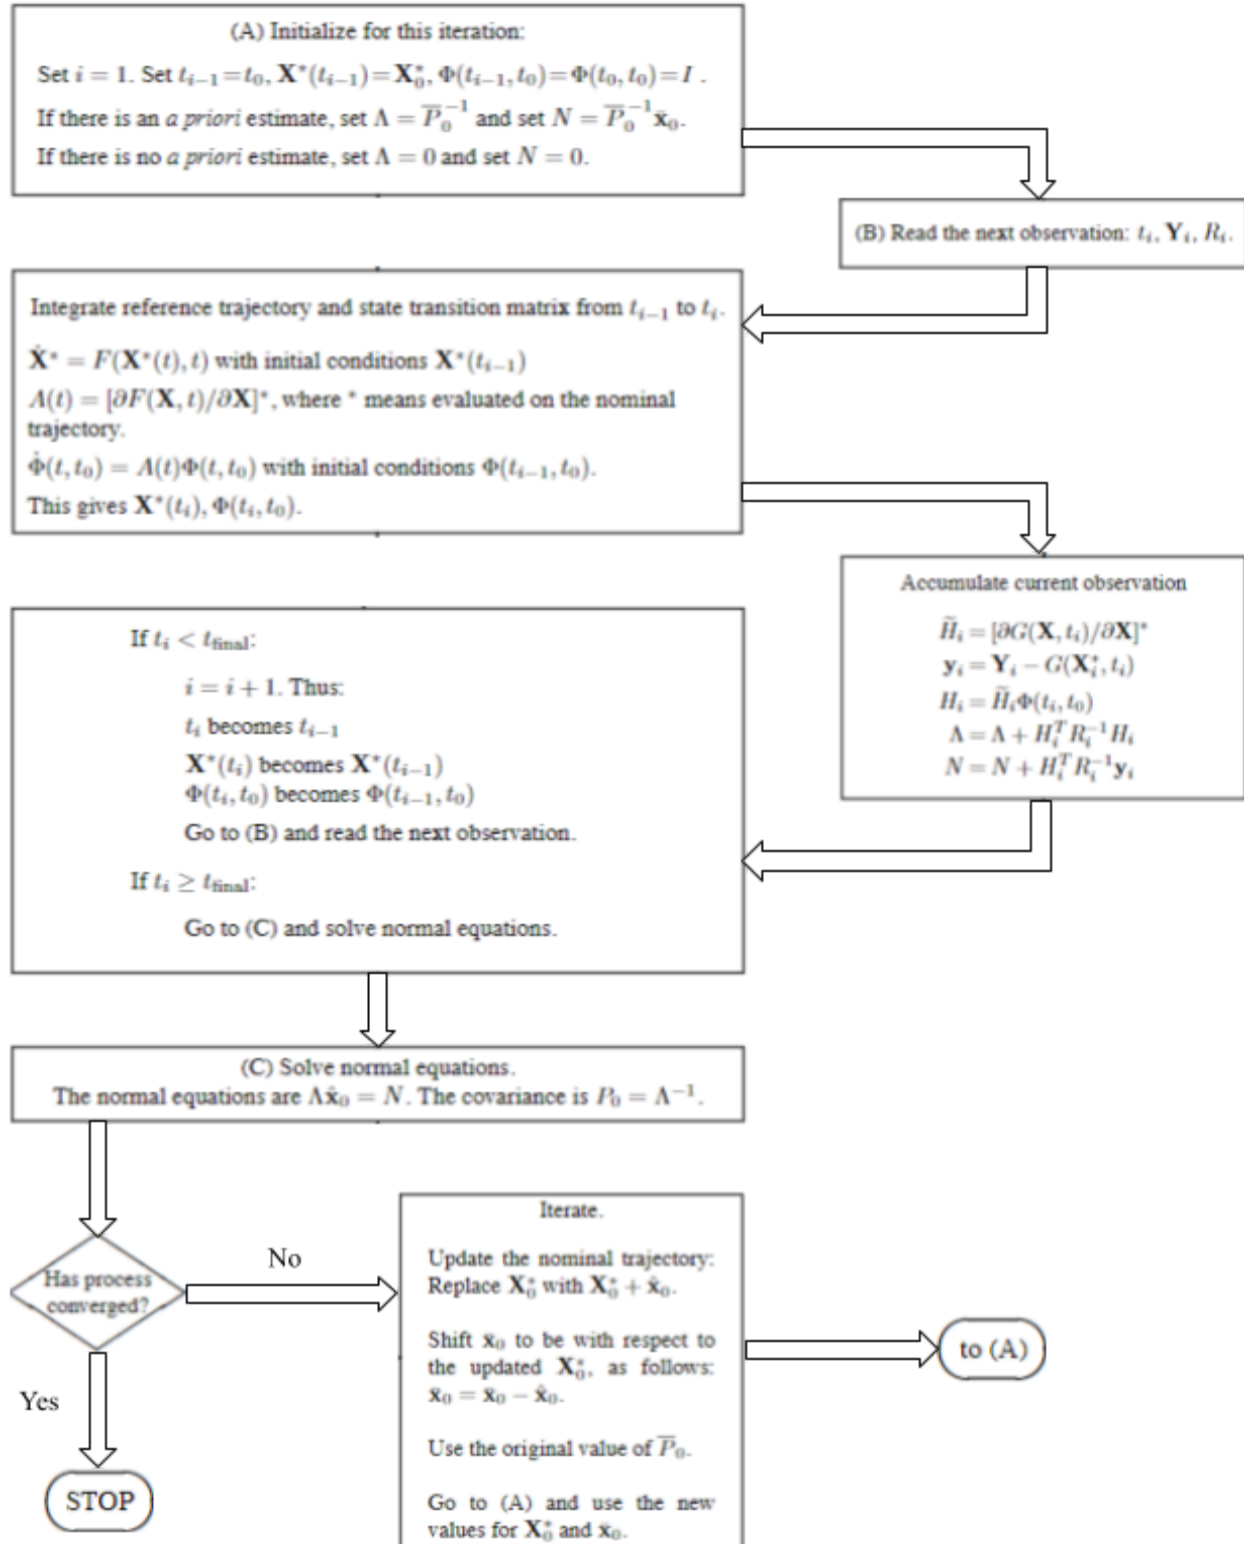 (A) Initialize for this iteration:
Set i = 1. Set t_{i−1} = t_0, X*(t_{i−1}) = X*_0, Φ(t_{i−1}, t_0) = Φ(t_0, t_0) = I .
If there is an a priori estimate, set Λ = P̅_0^{−1} and set N = P̅_0^{−1} x̄_0.
If there is no a priori estimate, set Λ = 0 and set N = 0.
(B) Read the next observation: t_i, Y_i, R_i.
Integrate reference trajectory and state transition matrix from t_{i−1} to t_i.
Ẋ* = F(X*(t), t) with initial conditions X*(t_{i−1})
A(t) = [∂F(X, t)/∂X]*, where * means evaluated on the nominal
trajectory.
Φ̇(t, t_0) = A(t)Φ(t, t_0) with initial conditions Φ(t_{i−1}, t_0).
This gives X*(t_i), Φ(t_i, t_0).
Accumulate current observation
H̃_i = [∂G(X, t_i)/∂X]*
y_i = Y_i − G(X*_i, t_i)
H_i = H̃_i Φ(t_i, t_0)
Λ = Λ + H_i^T R_i^{−1} H_i
N = N + H_i^T R_i^{−1} y_i
If t_i < t_final:
i = i + 1. Thus:
t_i becomes t_{i−1}
X*(t_i) becomes X*(t_{i−1})
Φ(t_i, t_0) becomes Φ(t_{i−1}, t_0)
Go to (B) and read the next observation.
If t_i ≥ t_final:
Go to (C) and solve normal equations.
(C) Solve normal equations.
The normal equations are Λx̂_0 = N. The covariance is P_0 = Λ^{−1}.
Has process
converged?
No
Yes
STOP
Iterate.
Update the nominal trajectory:
Replace X*_0 with X*_0 + x̂_0.
Shift x̄_0 to be with respect to
the updated X*_0, as follows:
x̄_0 = x̄_0 − x̂_0.
Use the original value of P̅_0.
Go to (A) and use the new
values for X*_0 and x̄_0.
to (A)